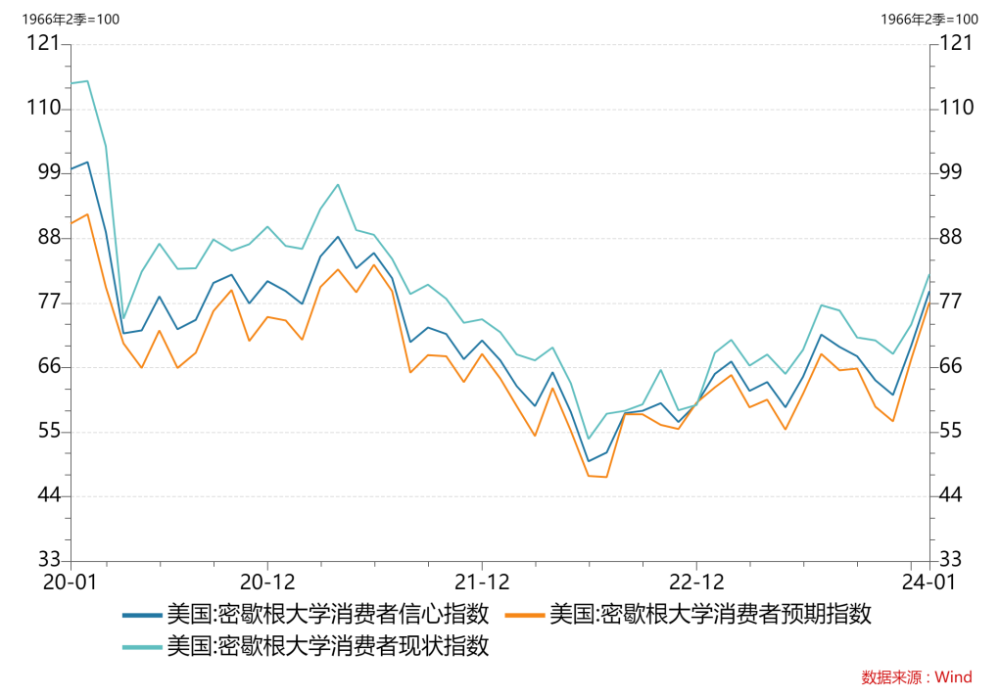 1966年2季=100 1966年2季=100
121 121
110 110
99 99
88 88
77 77
66 66
55 55
44 44
33 33
20-01 20-12 21-12 22-12 24-01
美国:密歇根大学消费者信心指数 美国:密歇根大学消费者预期指数
美国:密歇根大学消费者现状指数
数据来源:Wind